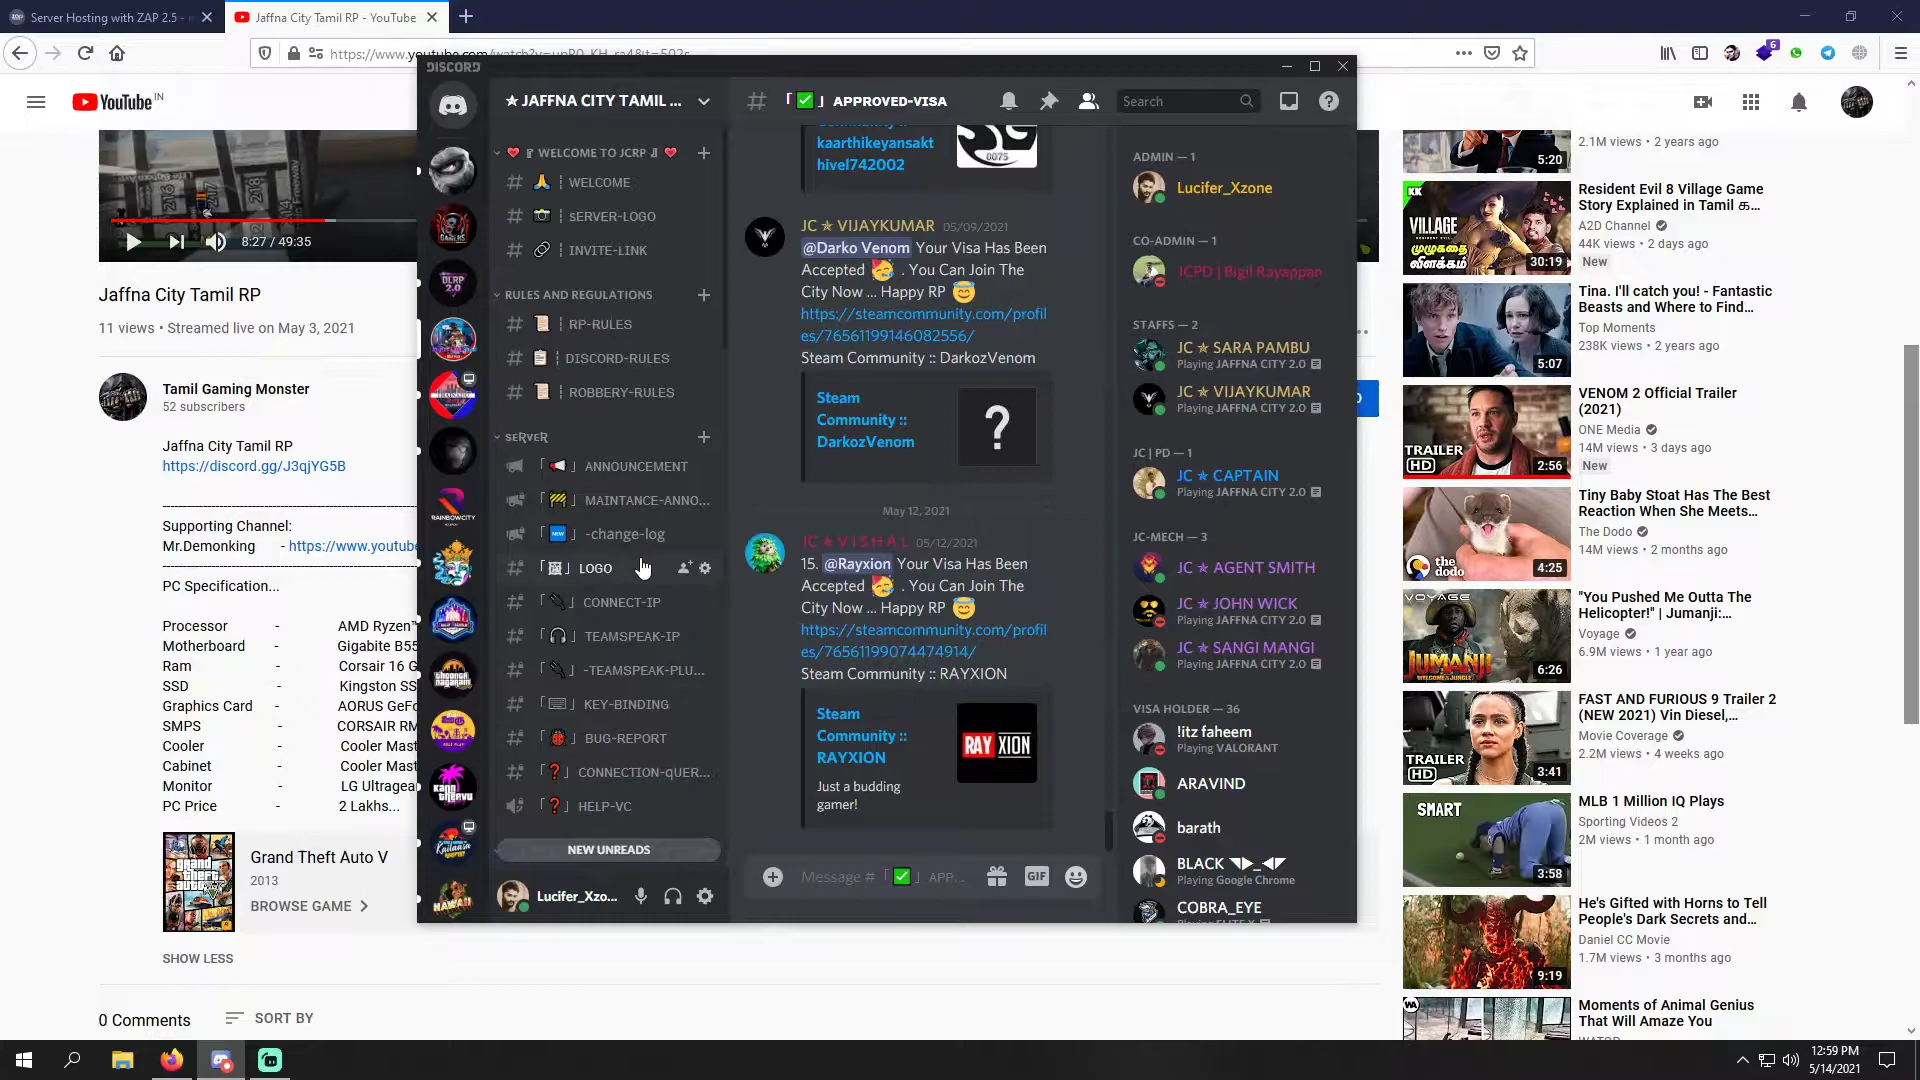 Server Hosting with ZAP 2.5 -
Jaffna City Tamil RP - YouTube
YouTube IN
8:27 / 49:35
Jaffna City Tamil RP
11 views • Streamed live on May 3, 2021
Tamil Gaming Monster
52 subscribers
Jaffna City Tamil RP
https://discord.gg/J3qjYG5B
Supporting Channel:
Mr.Demonking - https://www.youtube
PC Specification...
Processor - AMD Ryzen™
Motherboard - Gigabite B55
Ram - Corsair 16 G
SSD - Kingston SS
Graphics Card - AORUS GeFo
SMPS - CORSAIR RM
Cooler - Cooler Mast
Cabinet - Cooler Mast
Monitor - LG Ultragea
PC Price - 2 Lakhs...
Grand Theft Auto V
2013
BROWSE GAME
SHOW LESS
0 Comments
SORT BY
DISCORD
★ JAFFNA CITY TAMIL ...
❤️ 『 WELCOME TO JCRP 』 ❤️
# 🙏 ┆ WELCOME
# 📷 ┆ SERVER-LOGO
# 🔗 ┆ INVITE-LINK
RULES AND REGULATIONS
# 📜 ┆ RP-RULES
# 📋 ┆ DISCORD-RULES
# 📜 ┆ ROBBERY-RULES
SERVER
「📢」 ANNOUNCEMENT
「🚧」 MAINTANCE-ANNO...
「🆕」 -change-log
「🖼」 LOGO
「🔌」 CONNECT-IP
「🎧」 TEAMSPEAK-IP
「🔌」 -TEAMSPEAK-PLU...
「⌨」 KEY-BINDING
「🐞」 BUG-REPORT
「❓」 CONNECTION-QUER...
「❓」 HELP-VC
NEW UNREADS
Lucifer_Xzo...
# 「✅」 APPROVED-VISA
Search
kaarthikeyansakt
hivel742002
JC ★ VIJAYKUMAR 05/09/2021
@Darko Venom Your Visa Has Been
Accepted 🥳 . You Can Join The
City Now ... Happy RP 😇
https://steamcommunity.com/profil
es/76561199146082556/
Steam Community :: DarkozVenom
Steam
Community ::
DarkozVenom
?
May 12, 2021
JC ★ V I S H A L 05/12/2021
15. @Rayxion Your Visa Has Been
Accepted 🥳 . You Can Join The
City Now ... Happy RP 😇
https://steamcommunity.com/profil
es/76561199074474914/
Steam Community :: RAYXION
Steam
Community ::
RAYXION
RAY XION
Just a budding
gamer!
Message # 「✅」 APP...
GIF
ADMIN — 1
Lucifer_Xzone
CO-ADMIN — 1
ICPD | Bigil Rayappan
STAFFS — 2
JC ★ SARA PAMBU
Playing JAFFNA CITY 2.0
JC ★ VIJAYKUMAR
Playing JAFFNA CITY 2.0
JC | PD — 1
JC ★ CAPTAIN
Playing JAFFNA CITY 2.0
JC-MECH — 3
JC ★ AGENT SMITH
JC ★ JOHN WICK
Playing JAFFNA CITY 2.0
JC ★ SANGI MANGI
Playing JAFFNA CITY 2.0
VISA HOLDER — 36
!itz faheem
Playing VALORANT
ARAVIND
barath
BLACK ◥▶_◀◤
Playing Google Chrome
COBRA_EYE
2.1M views • 2 years ago
5:20
Resident Evil 8 Village Game
Story Explained in Tamil க...
A2D Channel
44K views • 2 days ago
New
KK
VILLAGE
முழுகதை
விளக்கம்
30:19
Tina. I'll catch you! - Fantastic
Beasts and Where to Find...
Top Moments
238K views • 2 years ago
5:07
VENOM 2 Official Trailer
(2021)
ONE Media
14M views • 3 days ago
New
TRAILER
HD
2:56
Tiny Baby Stoat Has The Best
Reaction When She Meets...
The Dodo
14M views • 2 months ago
the dodo
4:25
"You Pushed Me Outta The
Helicopter!" | Jumanji:...
Voyage
6.9M views • 1 year ago
VOYAGE
JUMANJI
6:26
FAST AND FURIOUS 9 Trailer 2
(NEW 2021) Vin Diesel,...
Movie Coverage
2.2M views • 4 weeks ago
TRAILER
HD
3:41
MLB 1 Million IQ Plays
Sporting Videos 2
2M views • 1 month ago
SMART
3:58
He's Gifted with Horns to Tell
People's Dark Secrets and...
Daniel CC Movie
1.7M views • 3 months ago
9:19
Moments of Animal Genius
That Will Amaze You
12:59 PM
5/14/2021